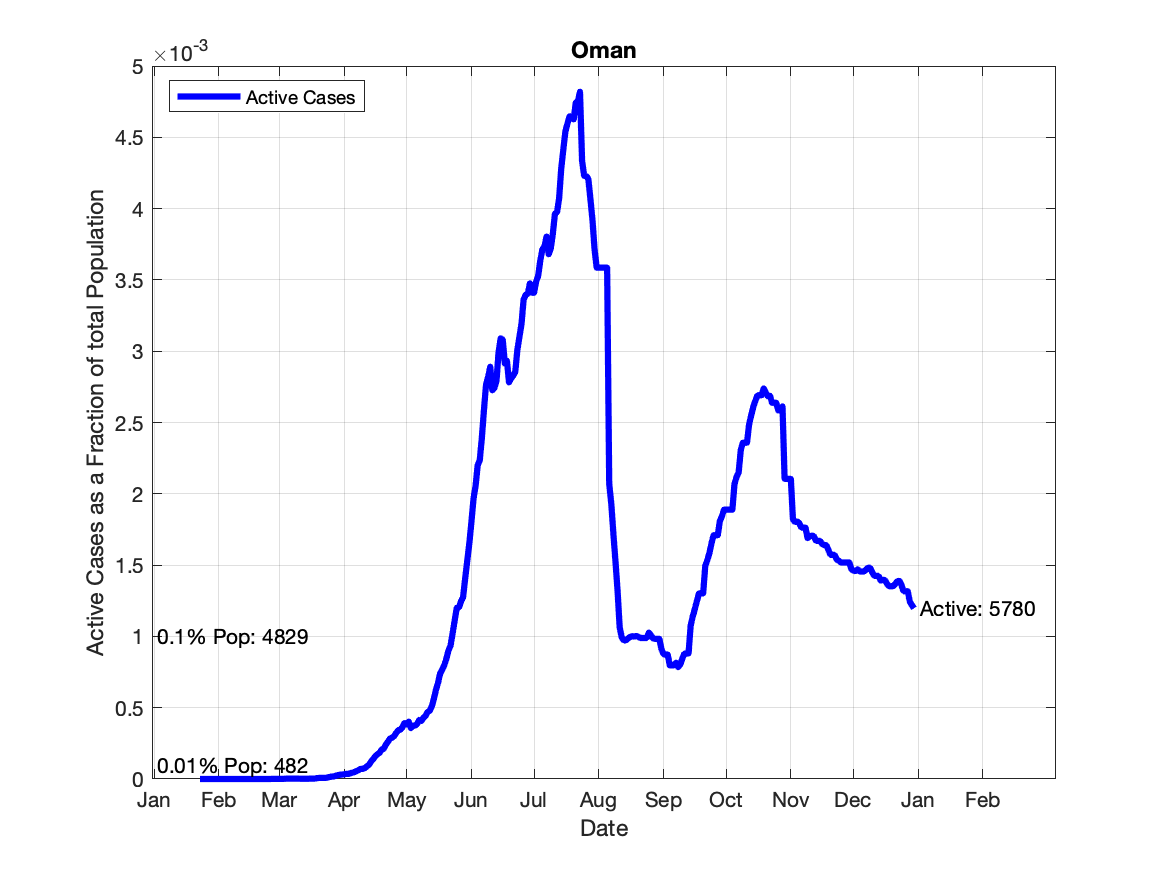 Oman
×10-3
Active Cases
5
4.5
4
3.5
3
2.5
2
1.5
1
0.5
0
Active Cases as a Fraction of total Population
Active: 5780
0.1% Pop: 4829
0.01% Pop: 482
Jan Feb Mar Apr May Jun Jul Aug Sep Oct Nov Dec Jan Feb
Date